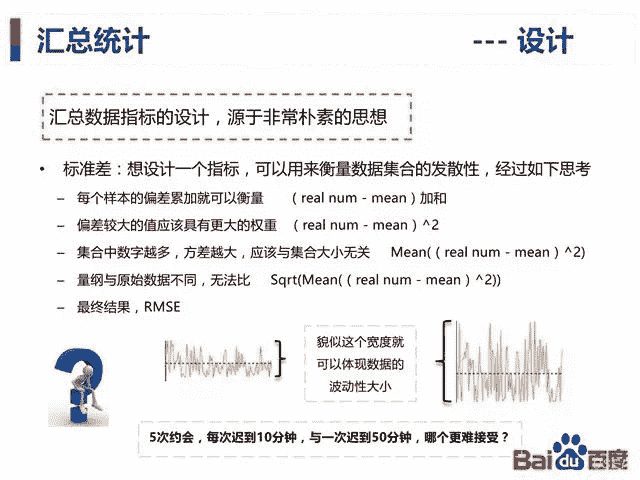 汇总统计
--- 设计
汇总数据指标的设计，源于非常朴素的思想
• 标准差：想设计一个指标，可以用来衡量数据集合的发散性，经过如下思考
– 每个样本的偏差累加就可以衡量 （real num - mean）加和
– 偏差较大的值应该具有更大的权重 （real num - mean）^2
– 集合中数字越多，方差越大，应该与集合大小无关 Mean(（real num - mean）^2)
– 量纲与原始数据不同，无法比 Sqrt(Mean(（real num - mean）^2))
– 最终结果，RMSE
貌似这个宽度就
可以体现数据的
波动性大小
5次约会，每次迟到10分钟，与一次迟到50分钟，哪个更难接受？
Bai du 百度